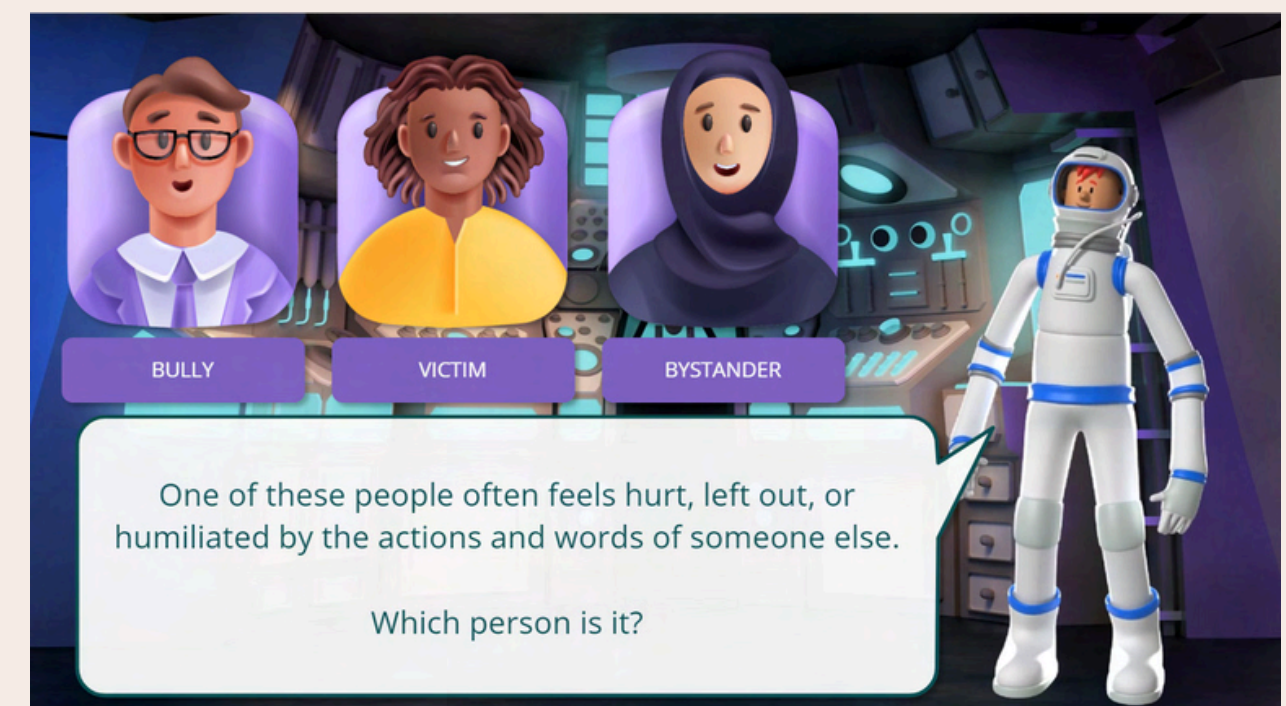 BULLY
VICTIM
BYSTANDER
One of these people often feels hurt, left out, or
humiliated by the actions and words of someone else.
Which person is it?